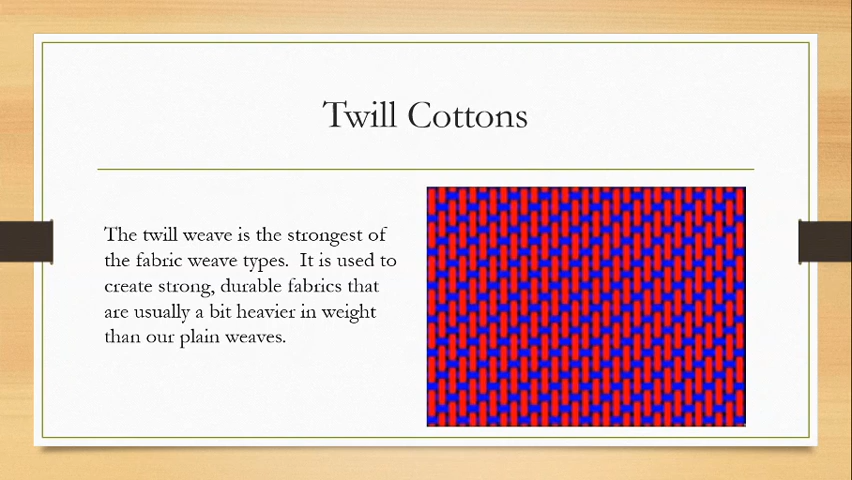 Twill Cottons
The twill weave is the strongest of
the fabric weave types.  It is used to
create strong, durable fabrics that
are usually a bit heavier in weight
than our plain weaves.